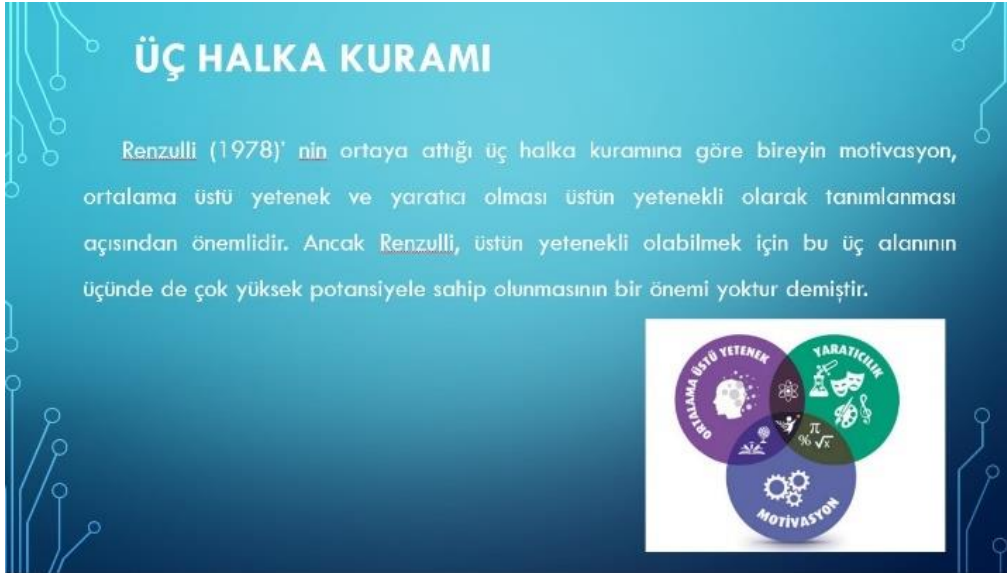 ÜÇ HALKA KURAMI
Renzulli (1978)' nin ortaya attığı üç halka kuramına göre bireyin motivasyon,
ortalama üstü yetenek ve yaratıcı olması üstün yetenekli olarak tanımlanması
açısından önemlidir. Ancak Renzulli, üstün yetenekli olabilmek için bu üç alanının
üçünde de çok yüksek potansiyele sahip olunmasının bir önemi yoktur demiştir.
ORTALAMA ÜSTÜ YETENEK
YARATICILIK
π
% √x
MOTİVASYON